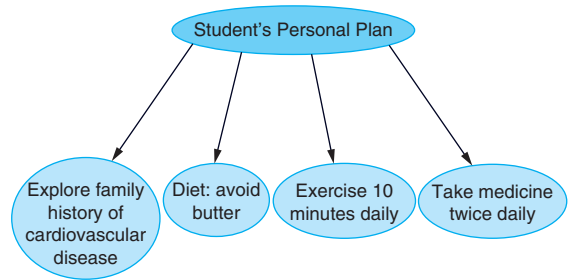 Student's Personal Plan
Explore family
history of
cardiovascular
disease
Diet: avoid
butter
Exercise 10
minutes daily
Take medicine
twice daily